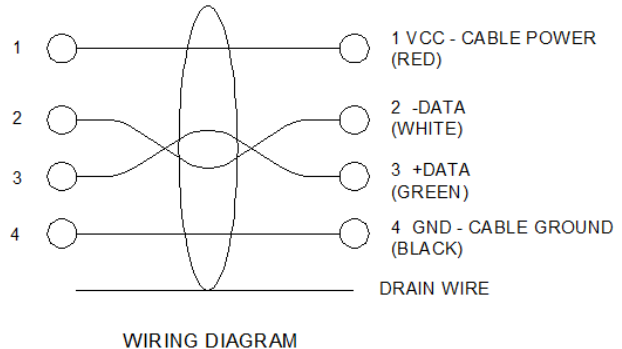 1
1 VCC - CABLE POWER
(RED)
2
2 -DATA
(WHITE)
3
3 +DATA
(GREEN)
4
4 GND - CABLE GROUND
(BLACK)
DRAIN WIRE
WIRING DIAGRAM